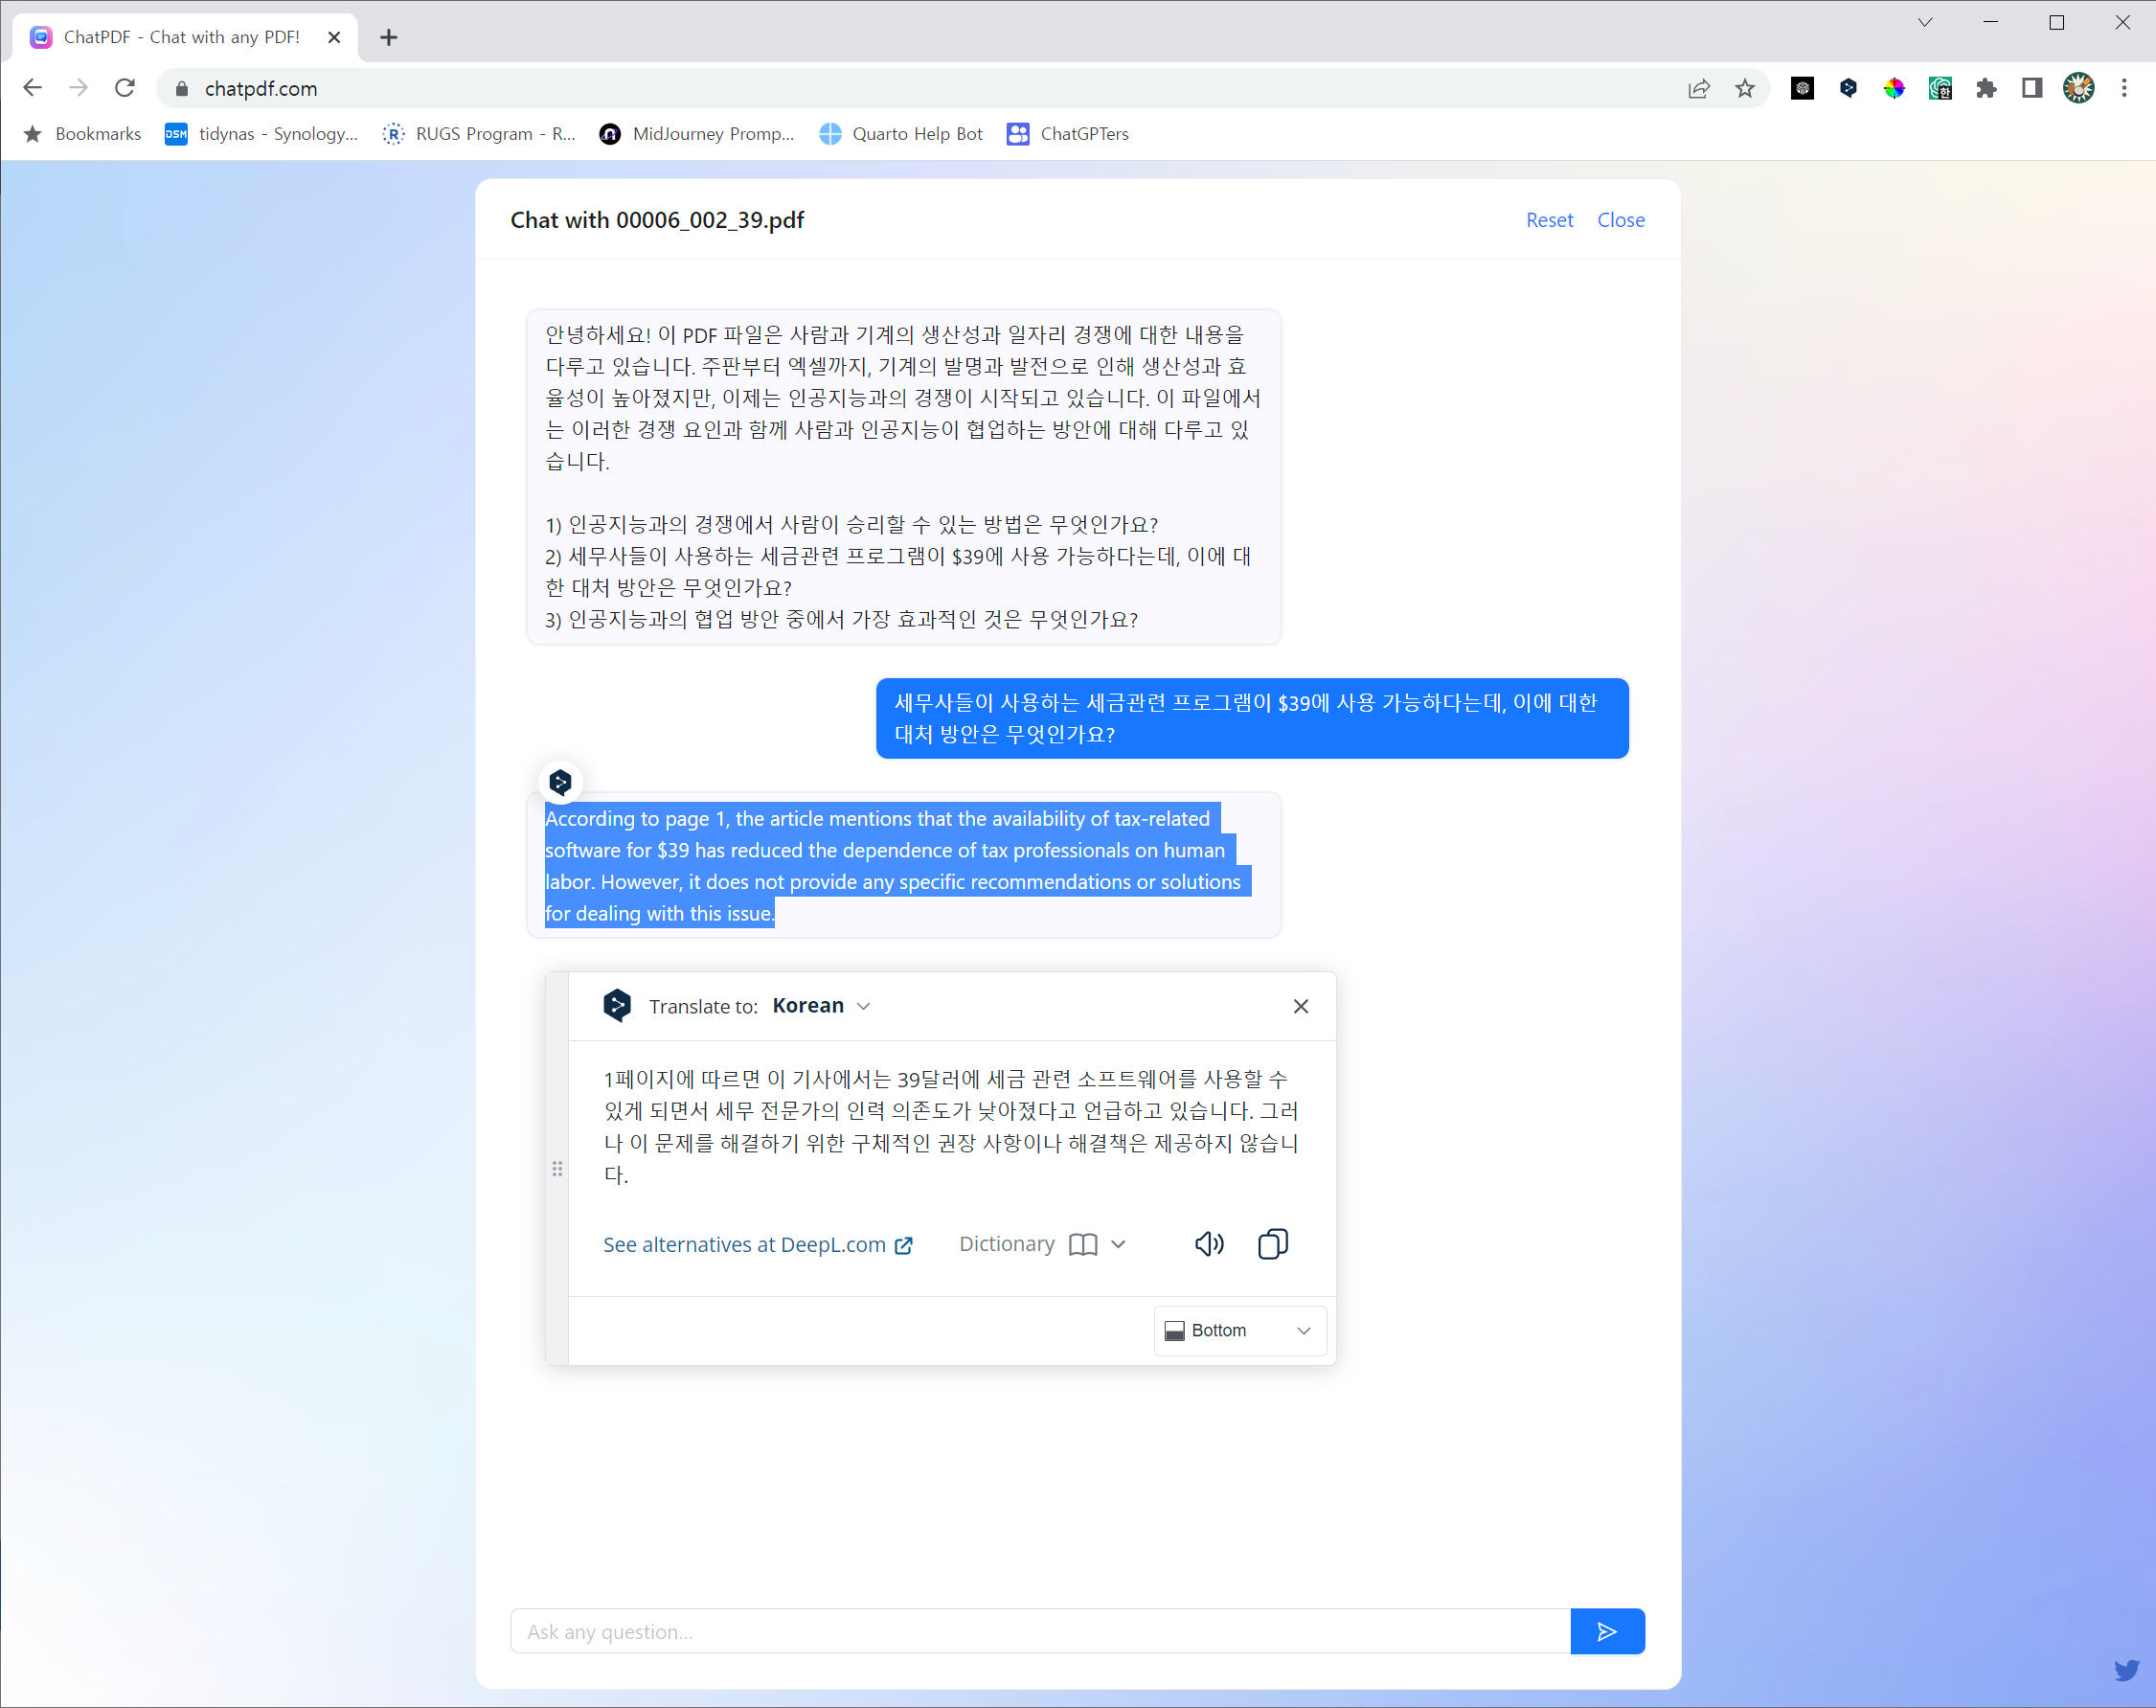 ChatPDF - Chat with any PDF!
chatpdf.com
한
Bookmarks
DSM
tidynas - Synology...
R
RUGS Program - R...
MidJourney Promp...
Quarto Help Bot
ChatGPTers
Chat with 00006_002_39.pdf
Reset
Close
안녕하세요! 이 PDF 파일은 사람과 기계의 생산성과 일자리 경쟁에 대한 내용을
다루고 있습니다. 주판부터 엑셀까지, 기계의 발명과 발전으로 인해 생산성과 효
율성이 높아졌지만, 이제는 인공지능과의 경쟁이 시작되고 있습니다. 이 파일에서
는 이러한 경쟁 요인과 함께 사람과 인공지능이 협업하는 방안에 대해 다루고 있
습니다.
1) 인공지능과의 경쟁에서 사람이 승리할 수 있는 방법은 무엇인가요?
2) 세무사들이 사용하는 세금관련 프로그램이 $39에 사용 가능하다는데, 이에 대
한 대처 방안은 무엇인가요?
3) 인공지능과의 협업 방안 중에서 가장 효과적인 것은 무엇인가요?
세무사들이 사용하는 세금관련 프로그램이 $39에 사용 가능하다는데, 이에 대한
대처 방안은 무엇인가요?
According to page 1, the article mentions that the availability of tax-related
software for $39 has reduced the dependence of tax professionals on human
labor. However, it does not provide any specific recommendations or solutions
for dealing with this issue.
Translate to: Korean
1페이지에 따르면 이 기사에서는 39달러에 세금 관련 소프트웨어를 사용할 수
있게 되면서 세무 전문가의 인력 의존도가 낮아졌다고 언급하고 있습니다. 그러
나 이 문제를 해결하기 위한 구체적인 권장 사항이나 해결책은 제공하지 않습니
다.
See alternatives at DeepL.com
Dictionary
Bottom
Ask any question...